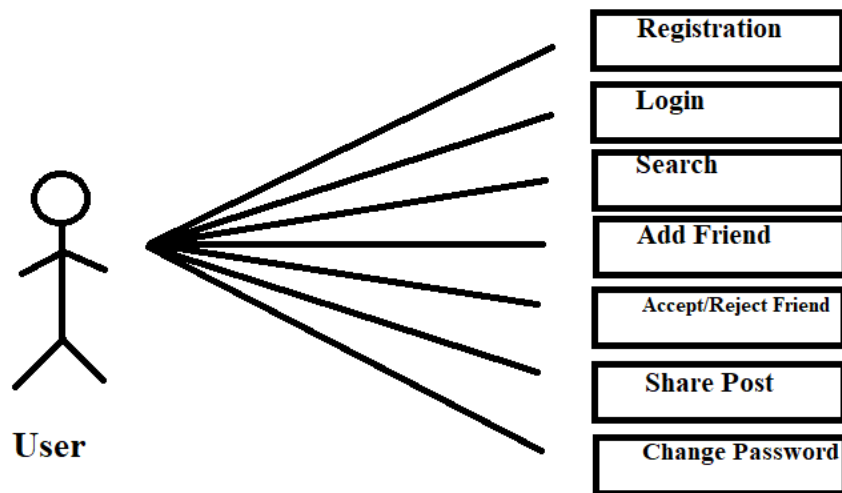 Registration
Login
Search
Add Friend
Accept/Reject Friend
Share Post
Change Password
User